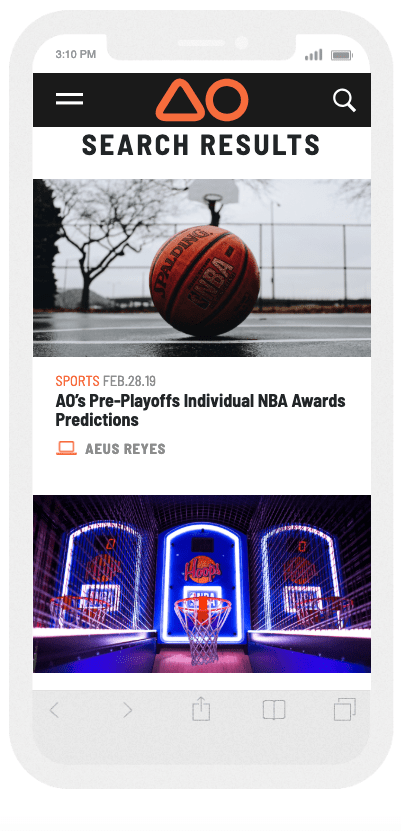 3:10 PM
AO
SEARCH RESULTS
SPALDING
NBA
SPORTS FEB.28.19
AO’s Pre-Playoffs Individual NBA Awards
Predictions
AEUS REYES